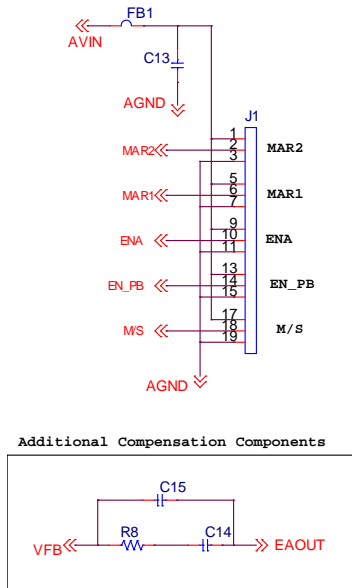 FB1
AVIN
C13
AGND
J1
1
MAR2 2 MAR2
3
5
MAR1 6 MAR1
7
9
ENA 10 ENA
11
13
EN_PB 14 EN_PB
15
17
M/S 18 M/S
19
AGND
Additional Compensation Components
C15
R8 C14
VFB EAOUT